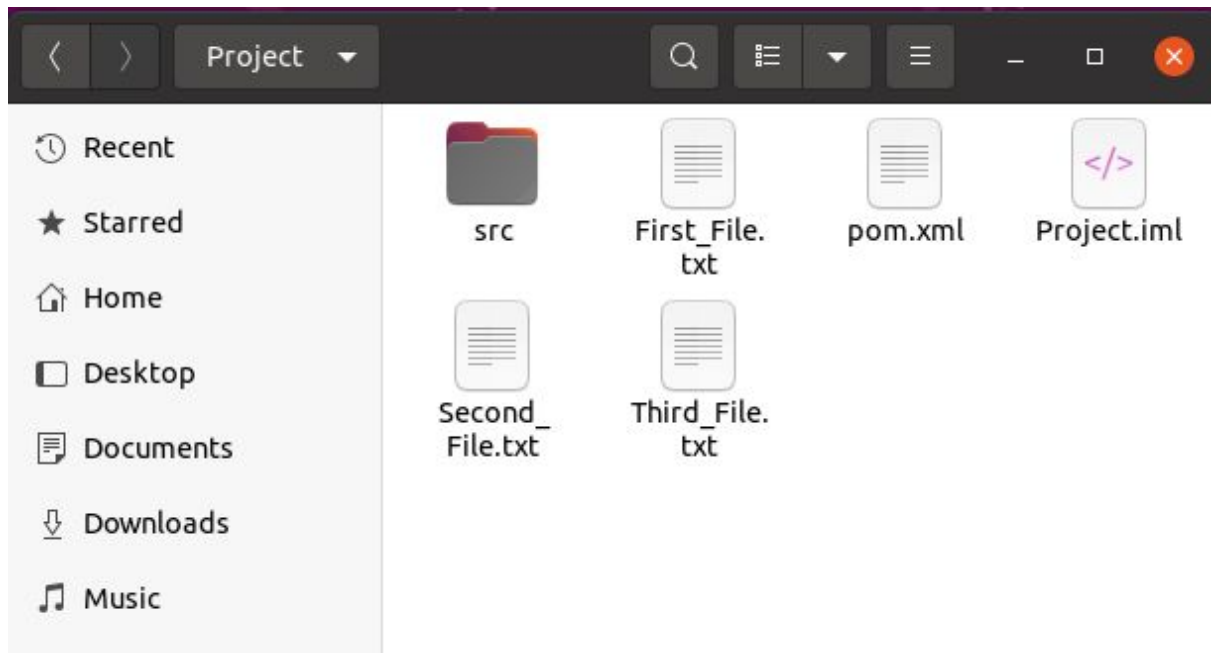 Project
Recent
Starred
Home
Desktop
Documents
Downloads
Music
src
First_File.
txt
pom.xml
</>
Project.iml
Second_
File.txt
Third_File.
txt